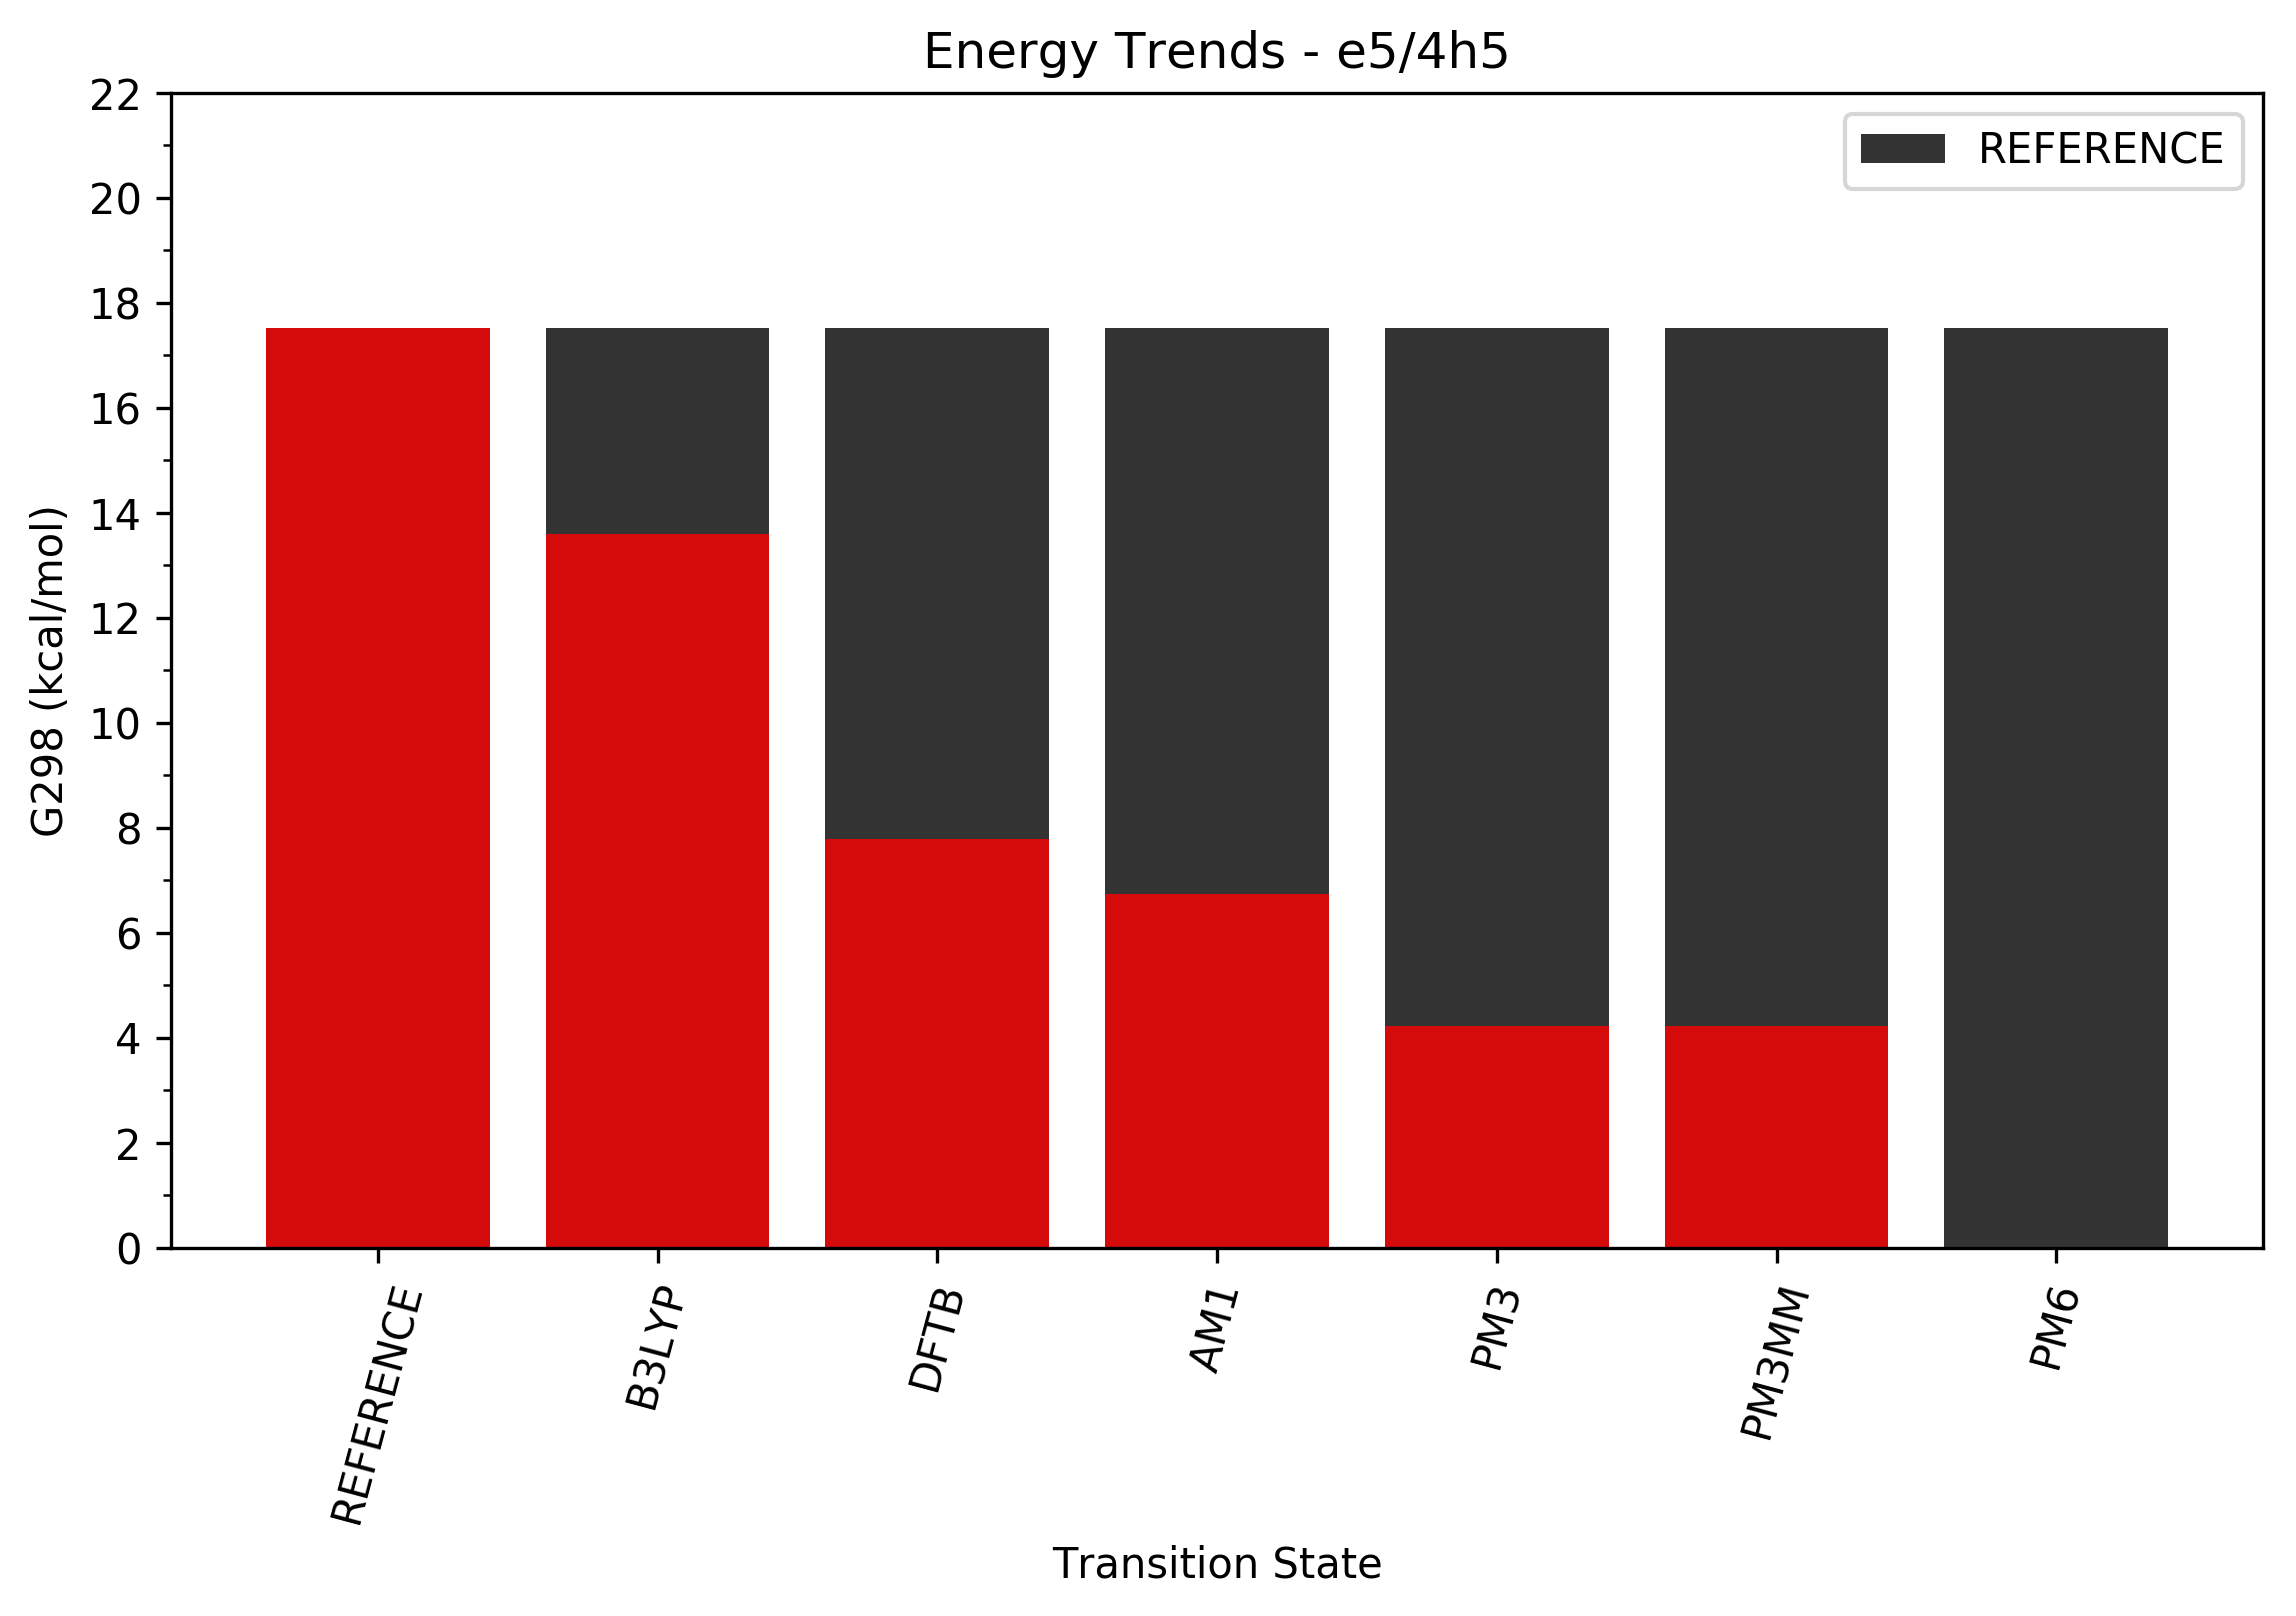 Energy Trends - e5/4h5
REFERENCE
G298 (kcal/mol)
22
20
18
16
14
12
10
8
6
4
2
0
REFERENCE
B3LYP
DFTB
AM1
PM3
PM3MM
PM6
Transition State